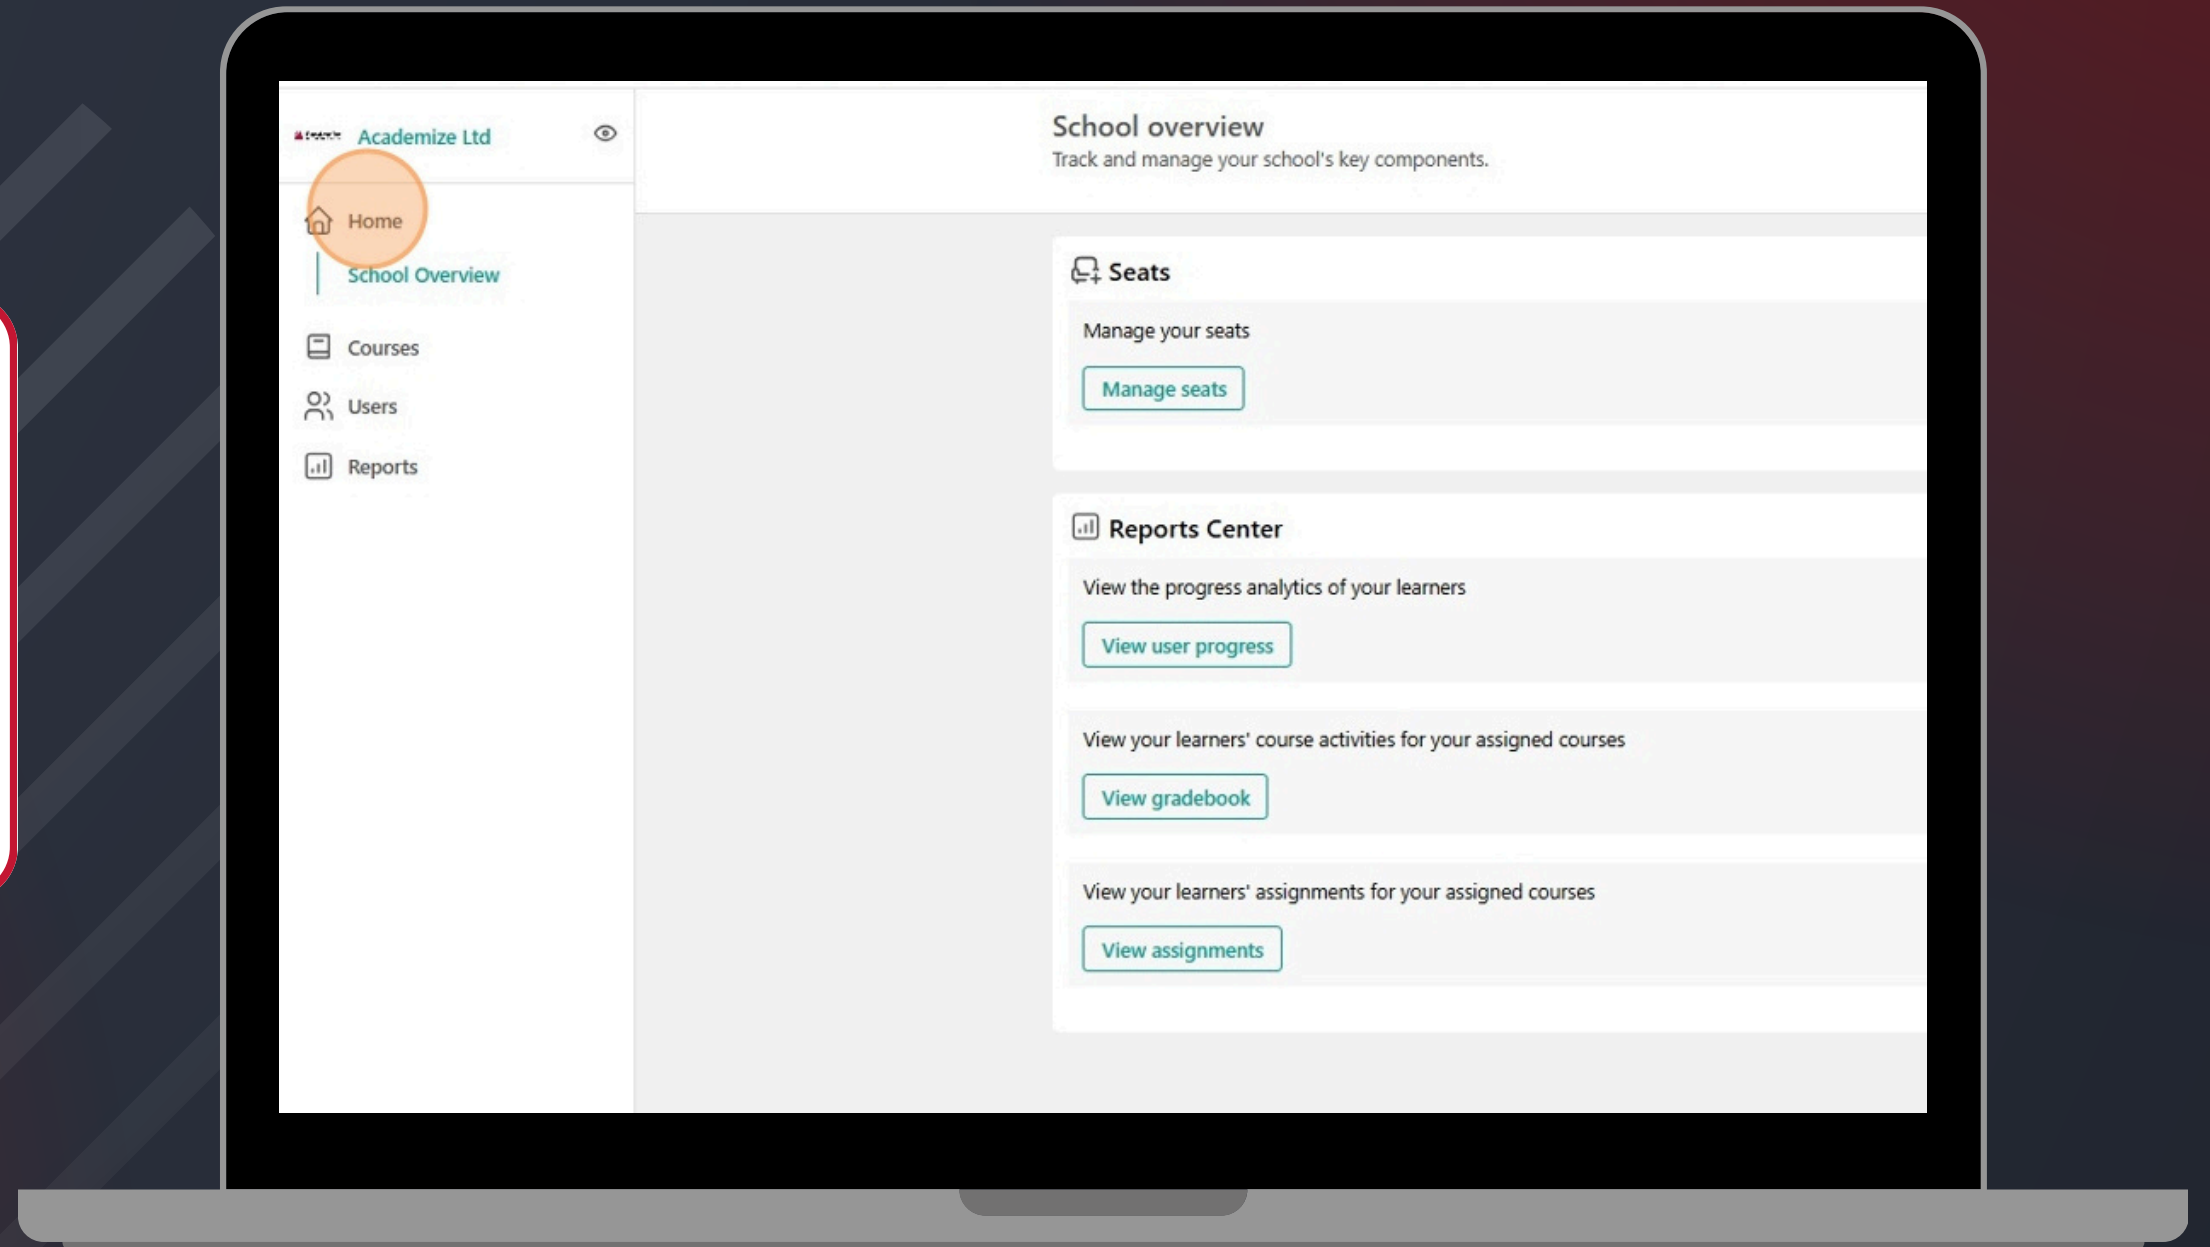 Academize Ltd
Home
School Overview
Courses
Users
Reports
School overview
Track and manage your school's key components.
Seats
Manage your seats
Manage seats
Reports Center
View the progress analytics of your learners
View user progress
View your learners' course activities for your assigned courses
View gradebook
View your learners' assignments for your assigned courses
View assignments